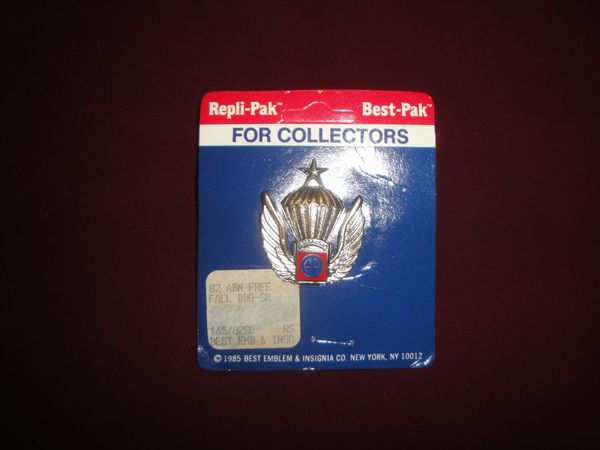 Repli-Pak™ Best-Pak™
FOR COLLECTORS
82 ABN FREE
FALL BDG-SR
165/82SP RS
BEST EMB & INSG
© 1985 BEST EMBLEM & INSIGNIA CO. NEW YORK, NY 10012